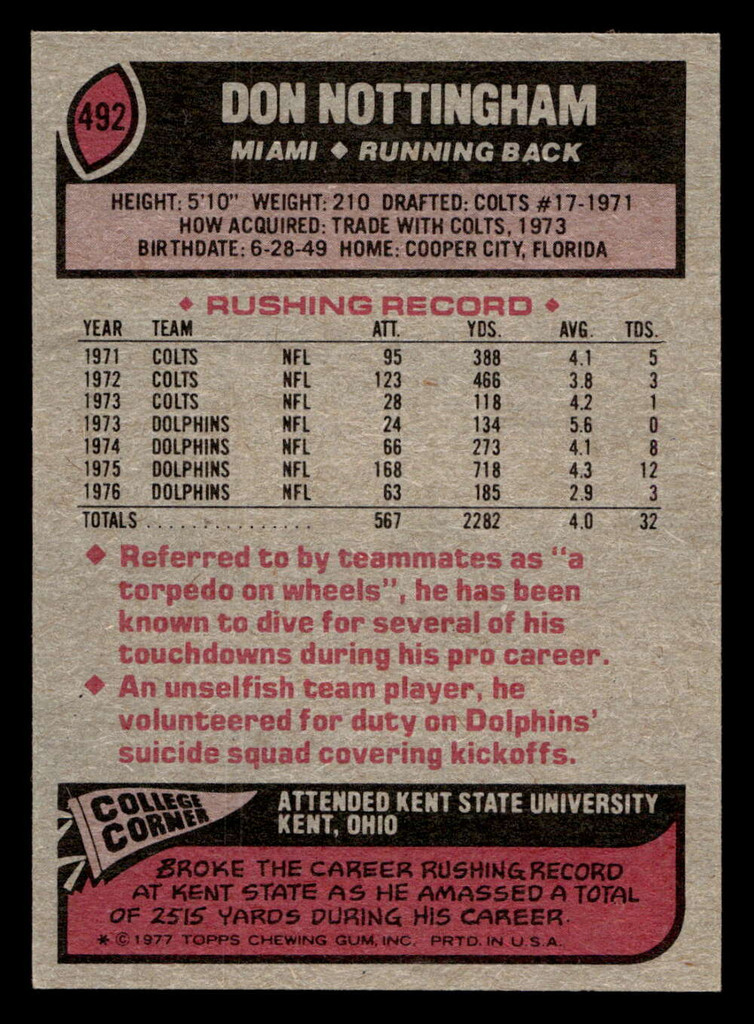 492
DON NOTTINGHAM
MIAMI ◆ RUNNING BACK
HEIGHT: 5'10" WEIGHT: 210 DRAFTED: COLTS #17-1971
HOW ACQUIRED: TRADE WITH COLTS, 1973
BIRTHDATE: 6-28-49 HOME: COOPER CITY, FLORIDA
◆ RUSHING RECORD ◆
YEAR TEAM ATT. YDS. AVG. TDS.
1971 COLTS NFL 95 388 4.1 5
1972 COLTS NFL 123 466 3.8 3
1973 COLTS NFL 28 118 4.2 1
1973 DOLPHINS NFL 24 134 5.6 0
1974 DOLPHINS NFL 66 273 4.1 8
1975 DOLPHINS NFL 168 718 4.3 12
1976 DOLPHINS NFL 63 185 2.9 3
TOTALS ................ 567 2282 4.0 32
◆ Referred to by teammates as "a
torpedo on wheels", he has been
known to dive for several of his
touchdowns during his pro career.
◆ An unselfish team player, he
volunteered for duty on Dolphins'
suicide squad covering kickoffs.
COLLEGE
CORNER
ATTENDED KENT STATE UNIVERSITY
KENT, OHIO
BROKE THE CAREER RUSHING RECORD
AT KENT STATE AS HE AMASSED A TOTAL
OF 2515 YARDS DURING HIS CAREER.
* © 1977 TOPPS CHEWING GUM, INC. PRTD. IN U.S.A.